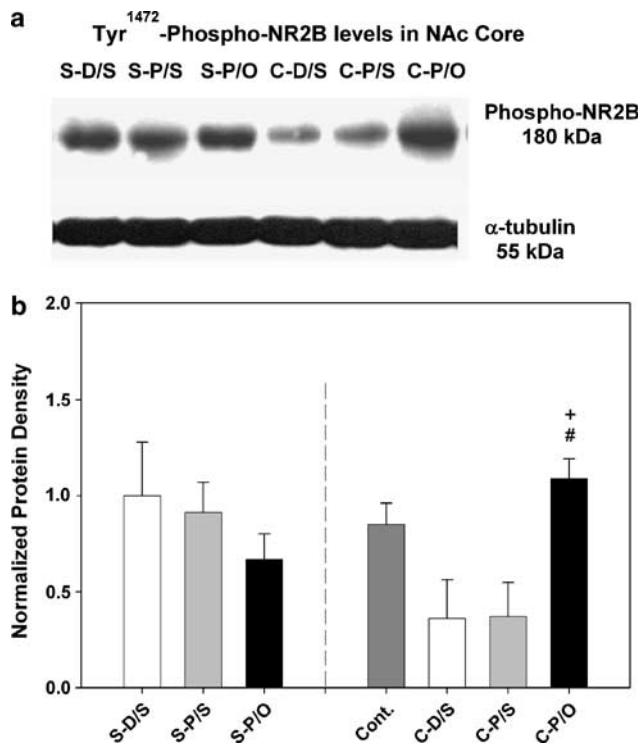 a
Tyr1472-Phospho-NR2B levels in NAc Core
S-D/S S-P/S S-P/O C-D/S C-P/S C-P/O
Phospho-NR2B
180 kDa
α-tubulin
55 kDa
b
Normalized Protein Density
2.0
1.5
1.0
0.5
0.0
+
#
S-D/S S-P/S S-P/O Cont. C-D/S C-P/S C-P/O